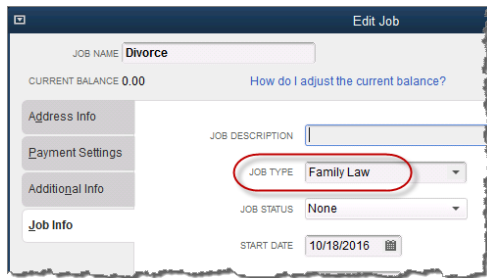 Edit Job
JOB NAME Divorce
CURRENT BALANCE 0.00 How do I adjust the current balance?
Address Info
Payment Settings
Additional Info
Job Info
JOB DESCRIPTION
JOB TYPE Family Law
JOB STATUS None
START DATE 10/18/2016